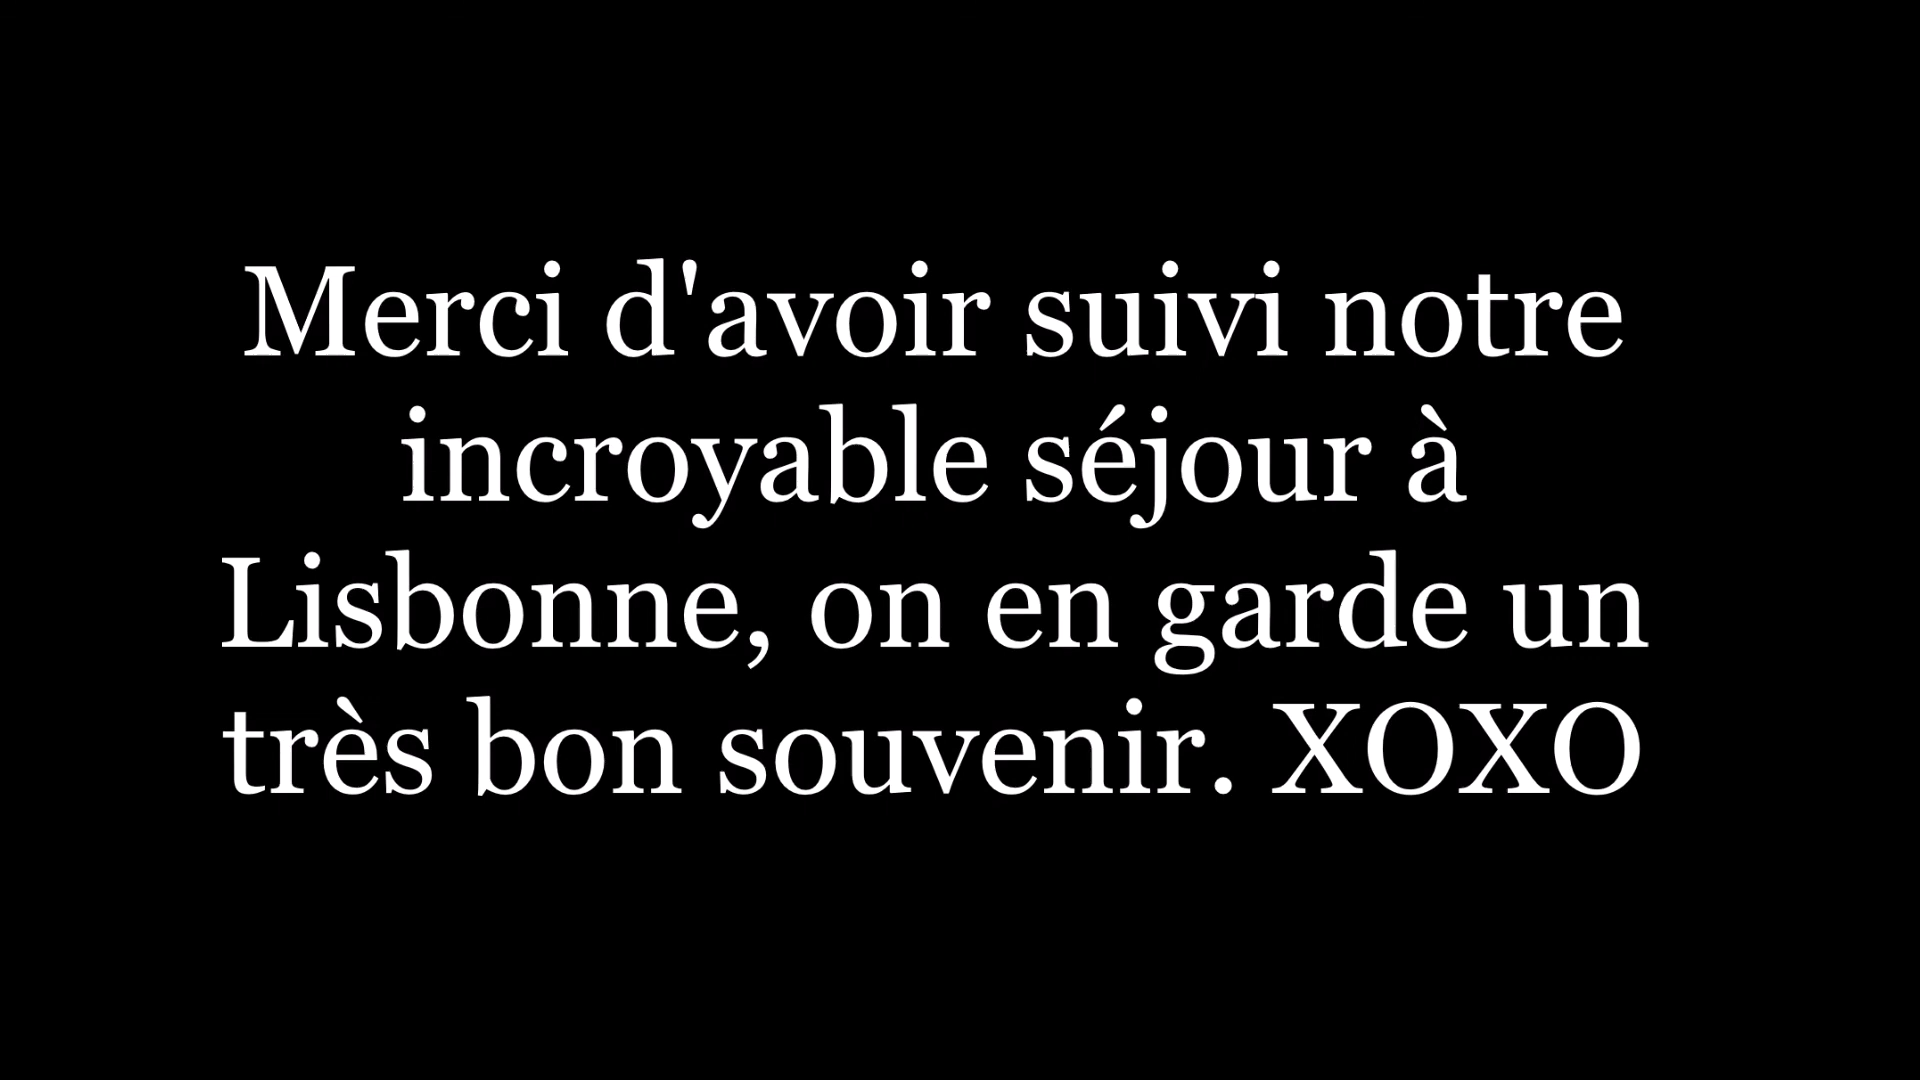 Merci d'avoir suivi notre
incroyable séjour à
Lisbonne, on en garde un
très bon souvenir. XOXO